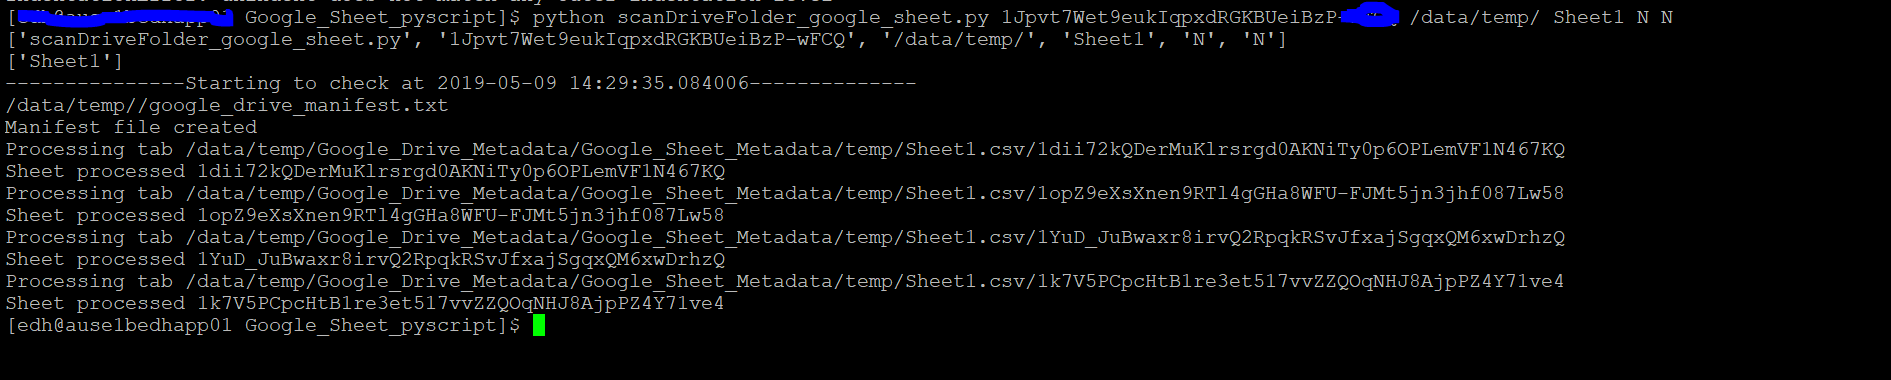 Google_Sheet_pyscript]$ python scanDriveFolder_google_sheet.py 1Jpvt7Wet9eukIqpxdRGKBUeiBzP- /data/temp/ Sheet1 N N
['scanDriveFolder_google_sheet.py', '1Jpvt7Wet9eukIqpxdRGKBUeiBzP-wFCQ', '/data/temp/', 'Sheet1', 'N', 'N']
['Sheet1']
---------------Starting to check at 2019-05-09 14:29:35.084006--------------
/data/temp//google_drive_manifest.txt
Manifest file created
Processing tab /data/temp/Google_Drive_Metadata/Google_Sheet_Metadata/temp/Sheet1.csv/1dii72kQDerMuKlrsrgd0AKNiTy0p6OPLemVF1N467KQ
Sheet processed 1dii72kQDerMuKlrsrgd0AKNiTy0p6OPLemVF1N467KQ
Processing tab /data/temp/Google_Drive_Metadata/Google_Sheet_Metadata/temp/Sheet1.csv/1opZ9eXsXnen9RTl4gGHa8WFU-FJMt5jn3jhf087Lw58
Sheet processed 1opZ9eXsXnen9RTl4gGHa8WFU-FJMt5jn3jhf087Lw58
Processing tab /data/temp/Google_Drive_Metadata/Google_Sheet_Metadata/temp/Sheet1.csv/1YuD_JuBwaxr8irvQ2RpqkRSvJfxajSgqxQM6xwDrhzQ
Sheet processed 1YuD_JuBwaxr8irvQ2RpqkRSvJfxajSgqxQM6xwDrhzQ
Processing tab /data/temp/Google_Drive_Metadata/Google_Sheet_Metadata/temp/Sheet1.csv/1k7V5PCpcHtB1re3et517vvZZQOqNHJ8AjpPZ4Y71ve4
Sheet processed 1k7V5PCpcHtB1re3et517vvZZQOqNHJ8AjpPZ4Y71ve4
[edh@ause1bedhapp01 Google_Sheet_pyscript]$